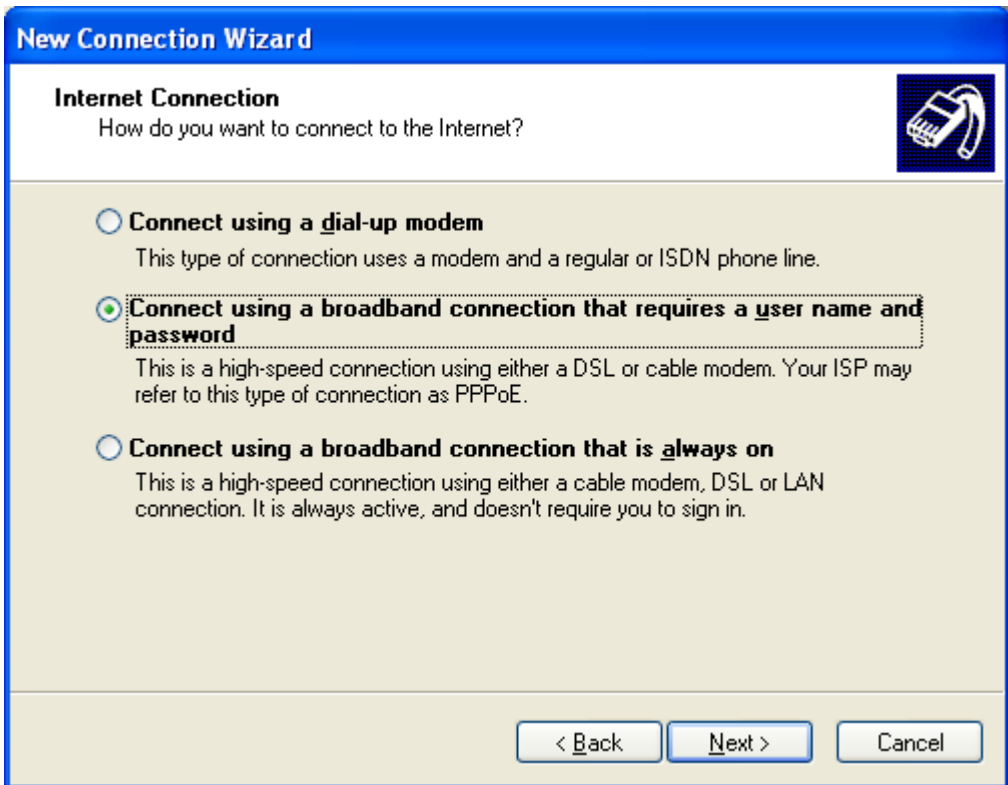 New Connection Wizard
Internet Connection
How do you want to connect to the Internet?
Connect using a dial-up modem
This type of connection uses a modem and a regular or ISDN phone line.
Connect using a broadband connection that requires a user name and
password
This is a high-speed connection using either a DSL or cable modem. Your ISP may
refer to this type of connection as PPPoE.
Connect using a broadband connection that is always on
This is a high-speed connection using either a cable modem, DSL or LAN
connection. It is always active, and doesn't require you to sign in.
< Back
Next >
Cancel